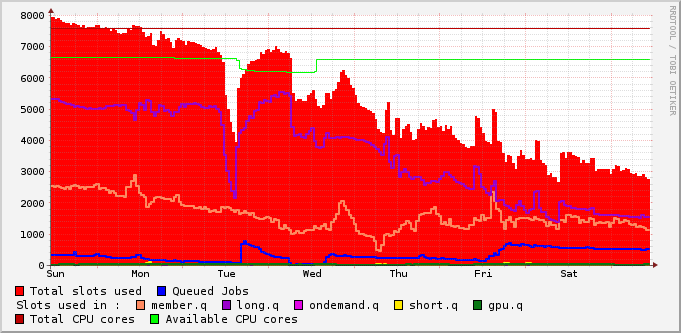 RRDTOOL / TOBI OETIKER
8000
7000
6000
5000
4000
3000
2000
1000
0
Sun Mon Tue Wed Thu Fri Sat
Total slots used Queued Jobs
Slots used in : member.q long.q ondemand.q short.q gpu.q
Total CPU cores Available CPU cores